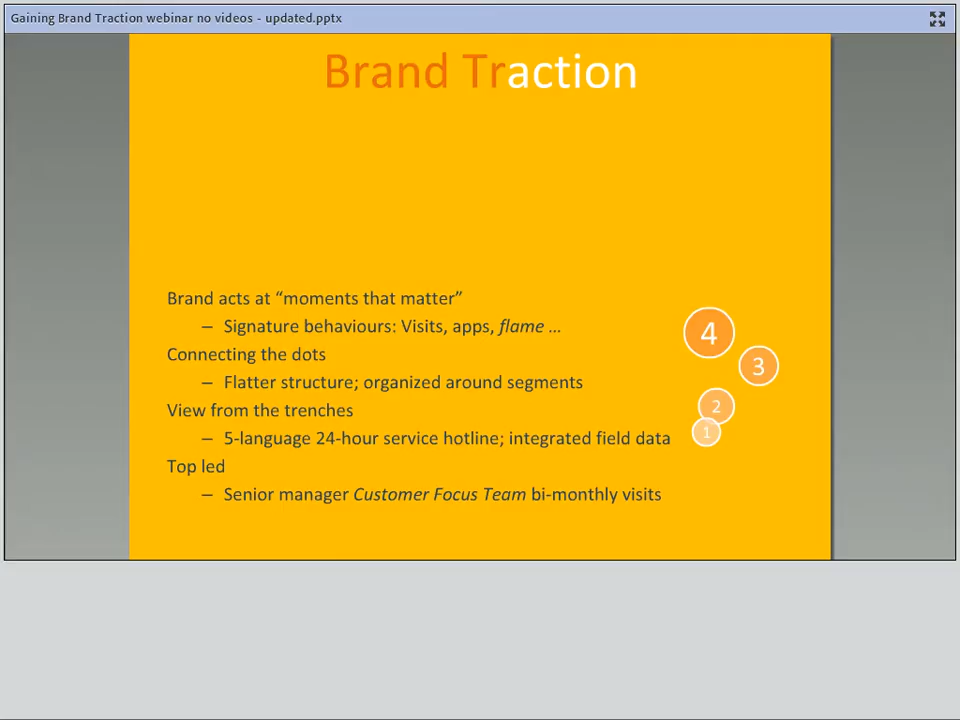 Gaining Brand Traction webinar no videos - updated.pptx
Brand Traction
Brand acts at “moments that matter”
– Signature behaviours: Visits, apps, flame ...
Connecting the dots
– Flatter structure; organized around segments
View from the trenches
– 5-language 24-hour service hotline; integrated field data
Top led
– Senior manager Customer Focus Team bi-monthly visits
4
3
2
1